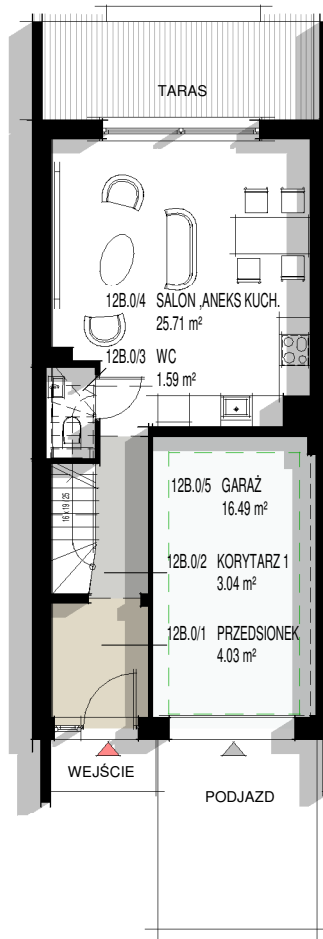 TARAS
12B.0/4 SALON ,ANEKS KUCH.
25.71 m²
12B.0/3 WC
1.59 m²
12B.0/5 GARAŻ
16.49 m²
16x19/25
12B.0/2 KORYTARZ 1
3.04 m²
12B.0/1 PRZEDSIONEK
4.03 m²
WEJŚCIE
PODJAZD